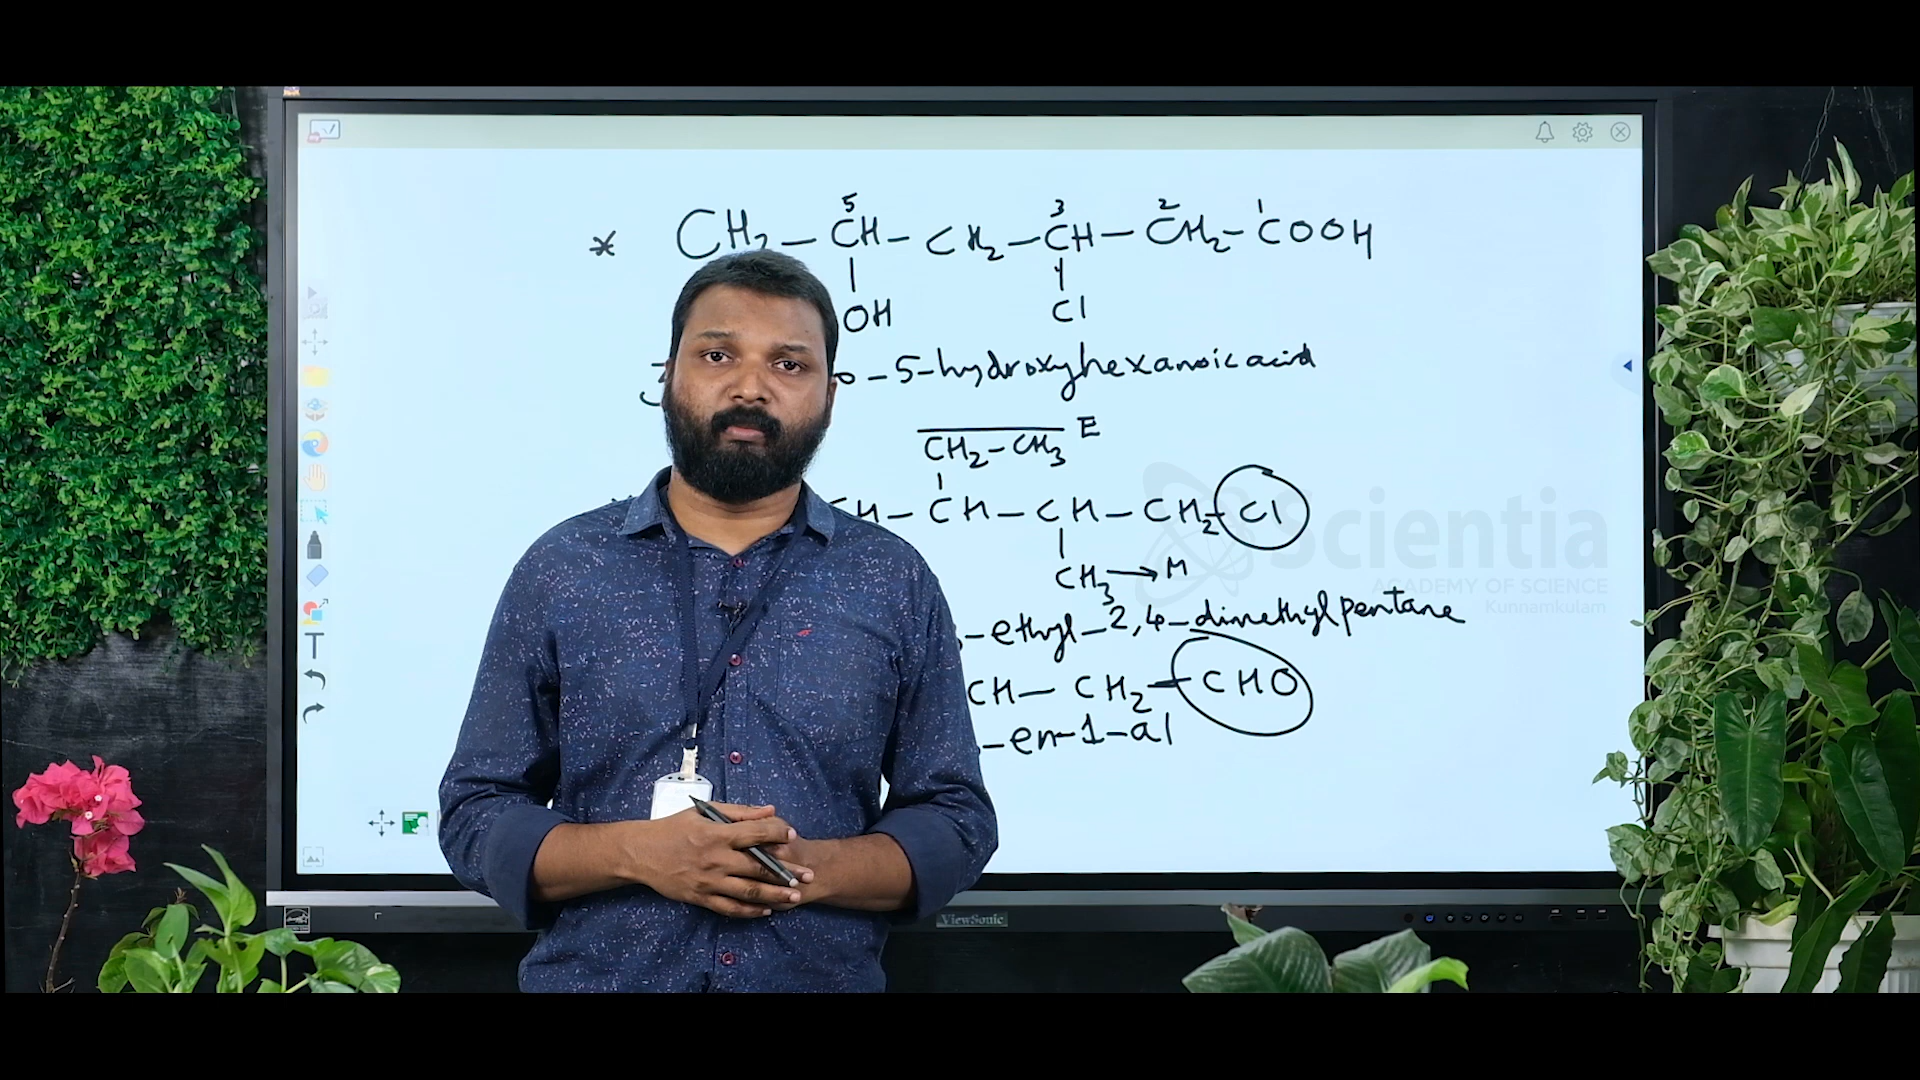 5 3 2 1
* CH2 – CH – CH2 – CH – CH2 – COOH
OH Cl
3 o – 5 – hydroxyhexanoic acid
CH2 – CH3 E
CH – CH – CH – CH2 – Cl
CH3 → M
Scientia
ACADEMY OF SCIENCE
Kunnamkulam
– ethyl – 2,4 – dimethylpentane
CH – CH2 – CHO
– en – 1 – al
T
ViewSonic